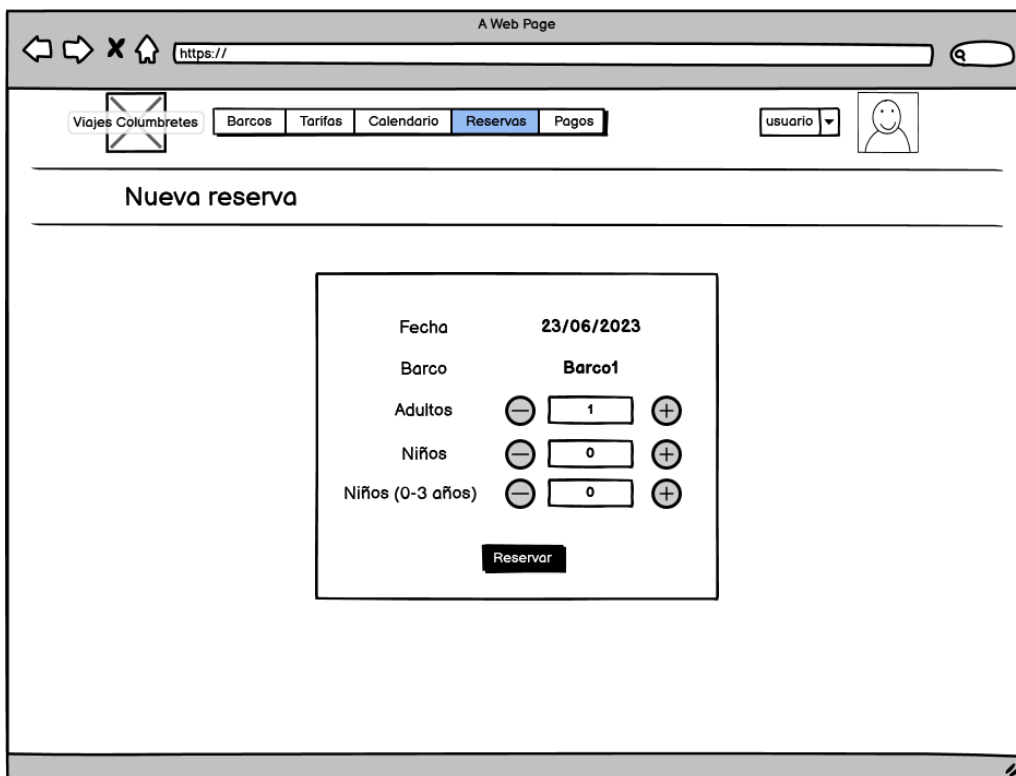 A Web Page
https://
Viajes Columbretes Barcos Tarifas Calendario Reservas Pagos usuario
Nueva reserva
Fecha 23/06/2023
Barco Barco1
Adultos 1
Niños 0
Niños (0-3 años) 0
Reservar